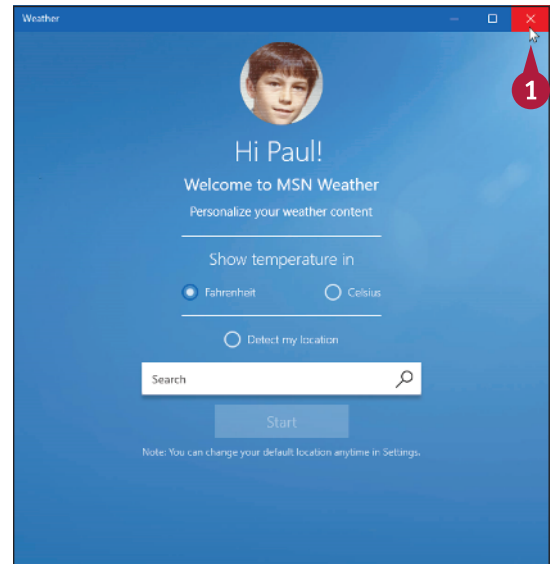 Weather
1
Hi Paul!
Welcome to MSN Weather
Personalize your weather content
Show temperature in
Fahrenheit Celsius
Detect my location
Search
Start
Note: You can change your default location anytime in Settings.